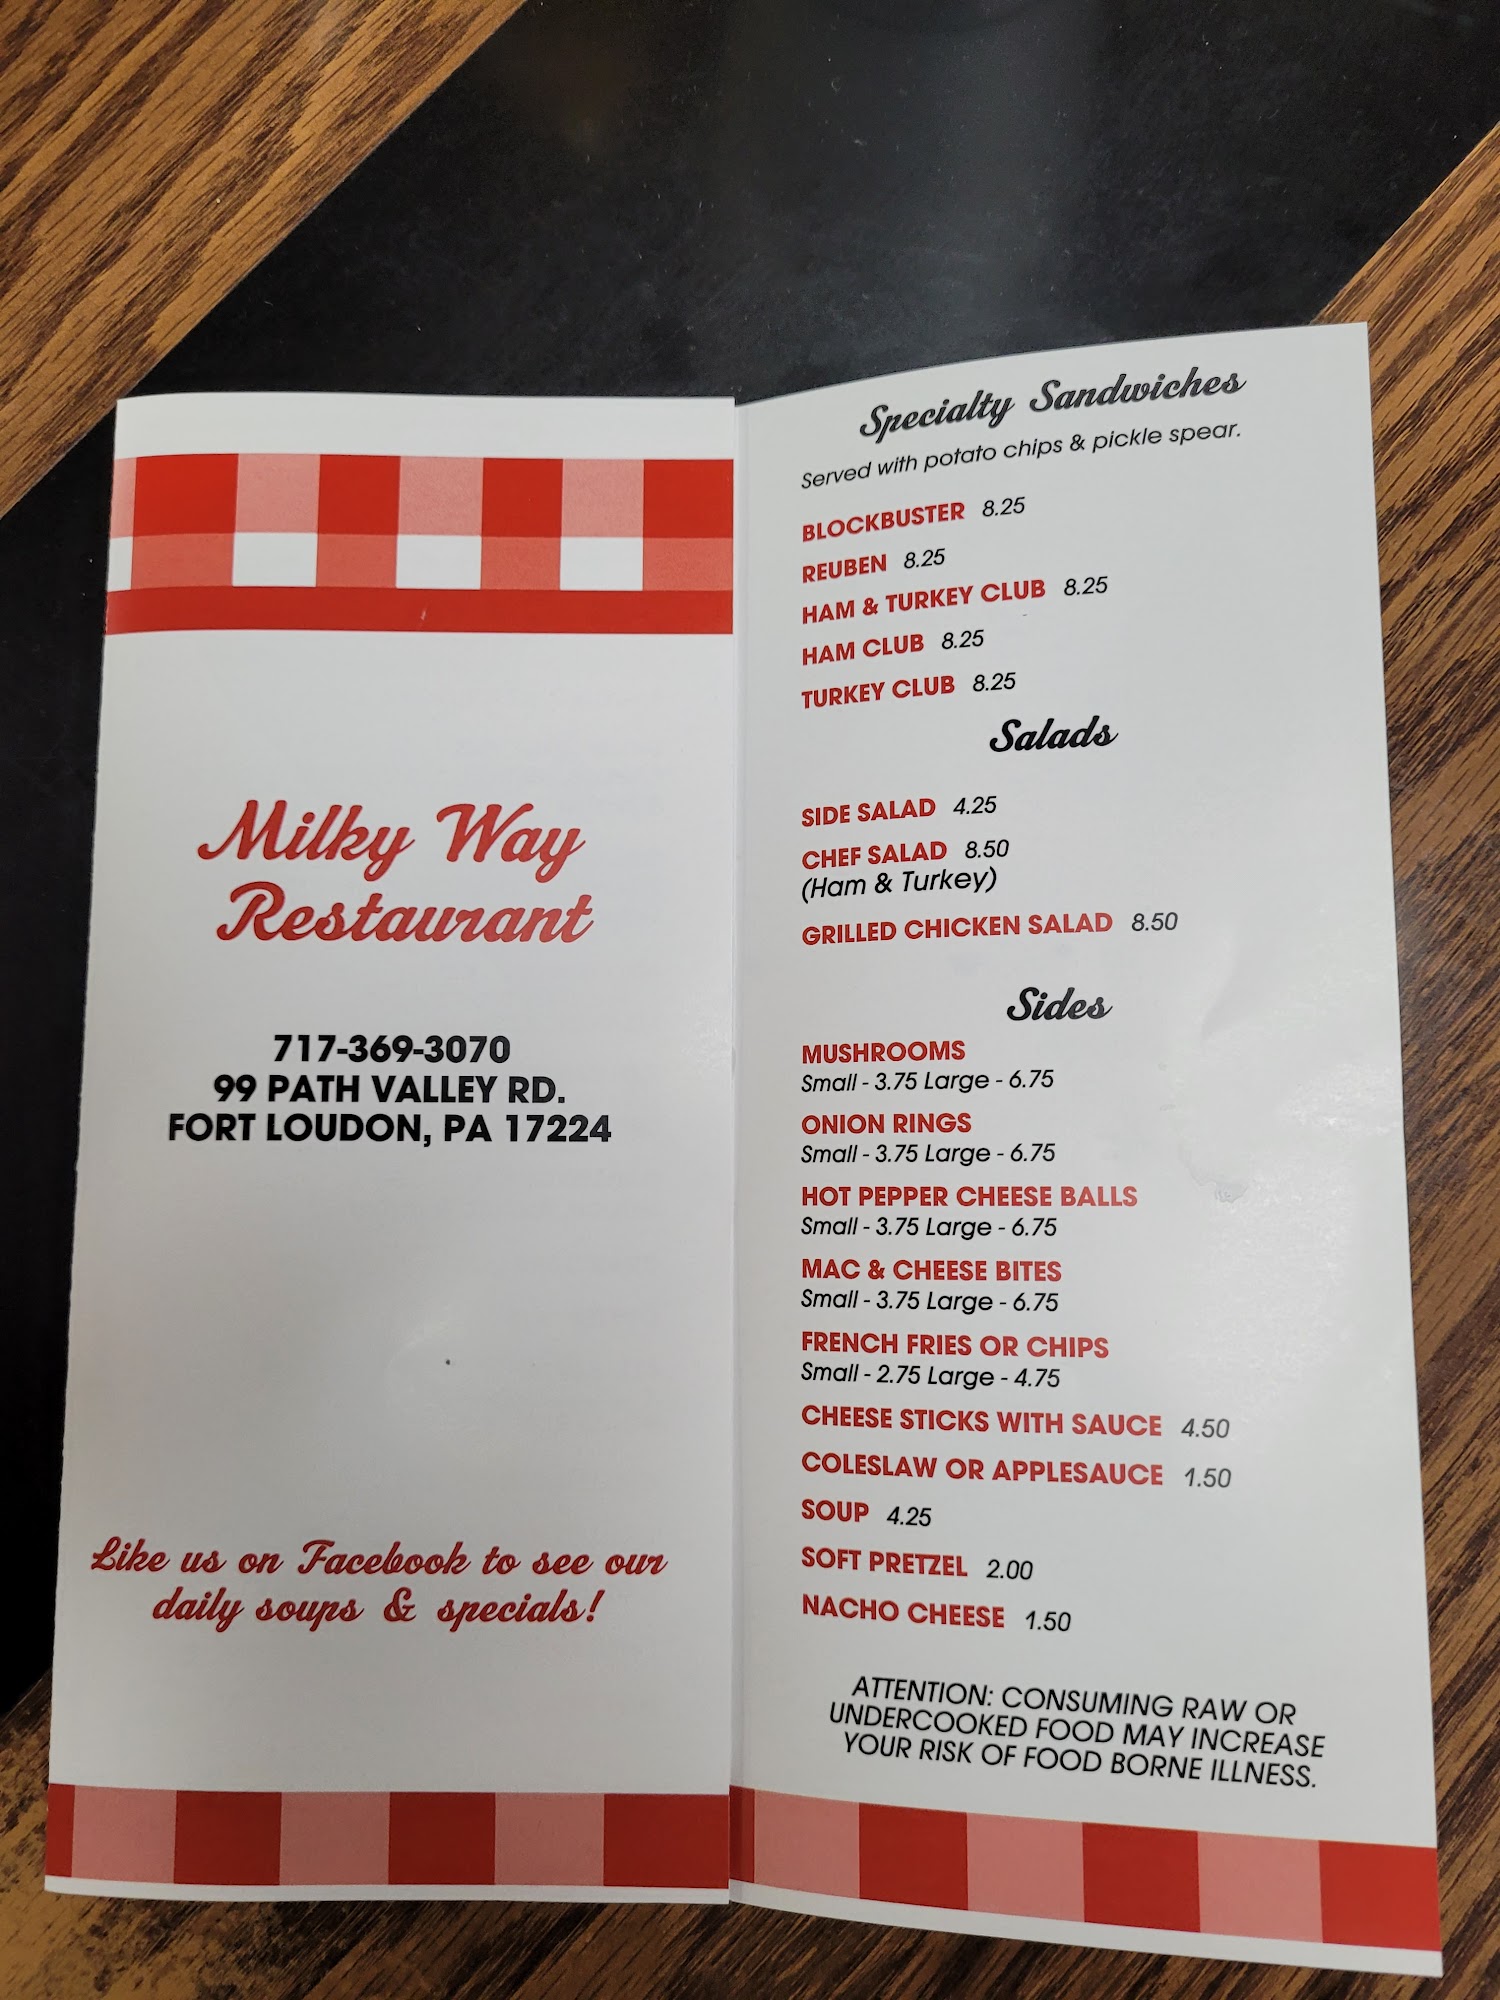 Milky Way
Restaurant
717-369-3070
99 PATH VALLEY RD.
FORT LOUDON, PA 17224
Like us on Facebook to see our
daily soups & specials!
Specialty Sandwiches
Served with potato chips & pickle spear.
BLOCKBUSTER 8.25
REUBEN 8.25
HAM & TURKEY CLUB 8.25
HAM CLUB 8.25
TURKEY CLUB 8.25
Salads
SIDE SALAD 4.25
CHEF SALAD 8.50
(Ham & Turkey)
GRILLED CHICKEN SALAD 8.50
Sides
MUSHROOMS
Small - 3.75 Large - 6.75
ONION RINGS
Small - 3.75 Large - 6.75
HOT PEPPER CHEESE BALLS
Small - 3.75 Large - 6.75
MAC & CHEESE BITES
Small - 3.75 Large - 6.75
FRENCH FRIES OR CHIPS
Small - 2.75 Large - 4.75
CHEESE STICKS WITH SAUCE 4.50
COLESLAW OR APPLESAUCE 1.50
SOUP 4.25
SOFT PRETZEL 2.00
NACHO CHEESE 1.50
ATTENTION: CONSUMING RAW OR
UNDERCOOKED FOOD MAY INCREASE
YOUR RISK OF FOOD BORNE ILLNESS.